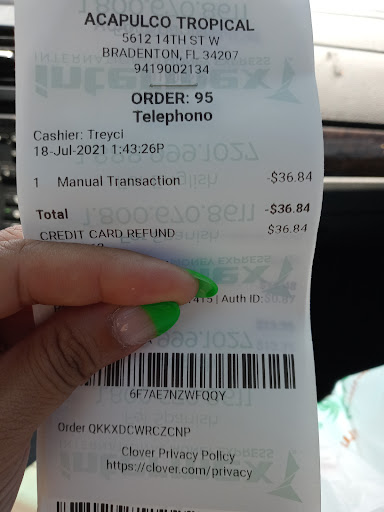 ACAPULCO TROPICAL
5612 14TH ST W
BRADENTON, FL 34207
9419002134
ORDER: 95
Telephono
Cashier: Treyci
18-Jul-2021 1:43:26P
1 Manual Transaction -$36.84
Total -$36.84
CREDIT CARD REFUND $36.84
| Auth ID:
6F7AE7NZWFQQY
Order QKKXDCWRCZCNP
Clover Privacy Policy
https://clover.com/privacy